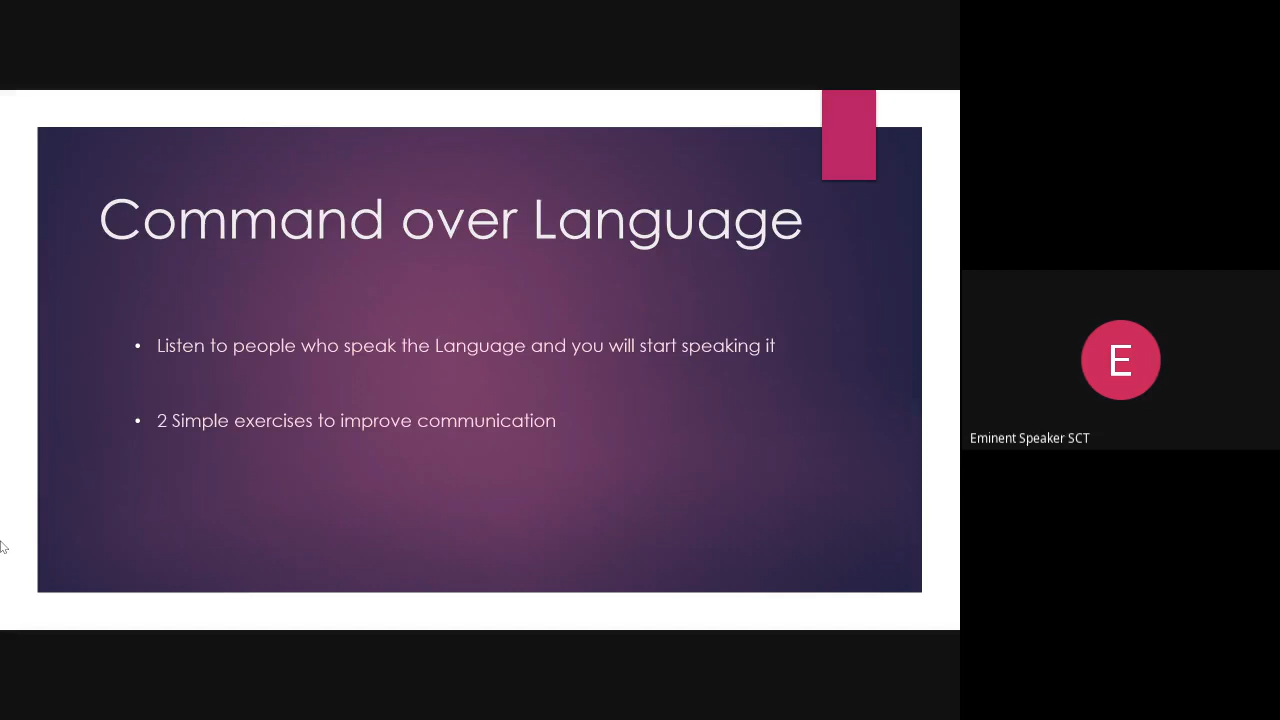 Command over Language
• Listen to people who speak the Language and you will start speaking it
• 2 Simple exercises to improve communication
E
Eminent Speaker SCT